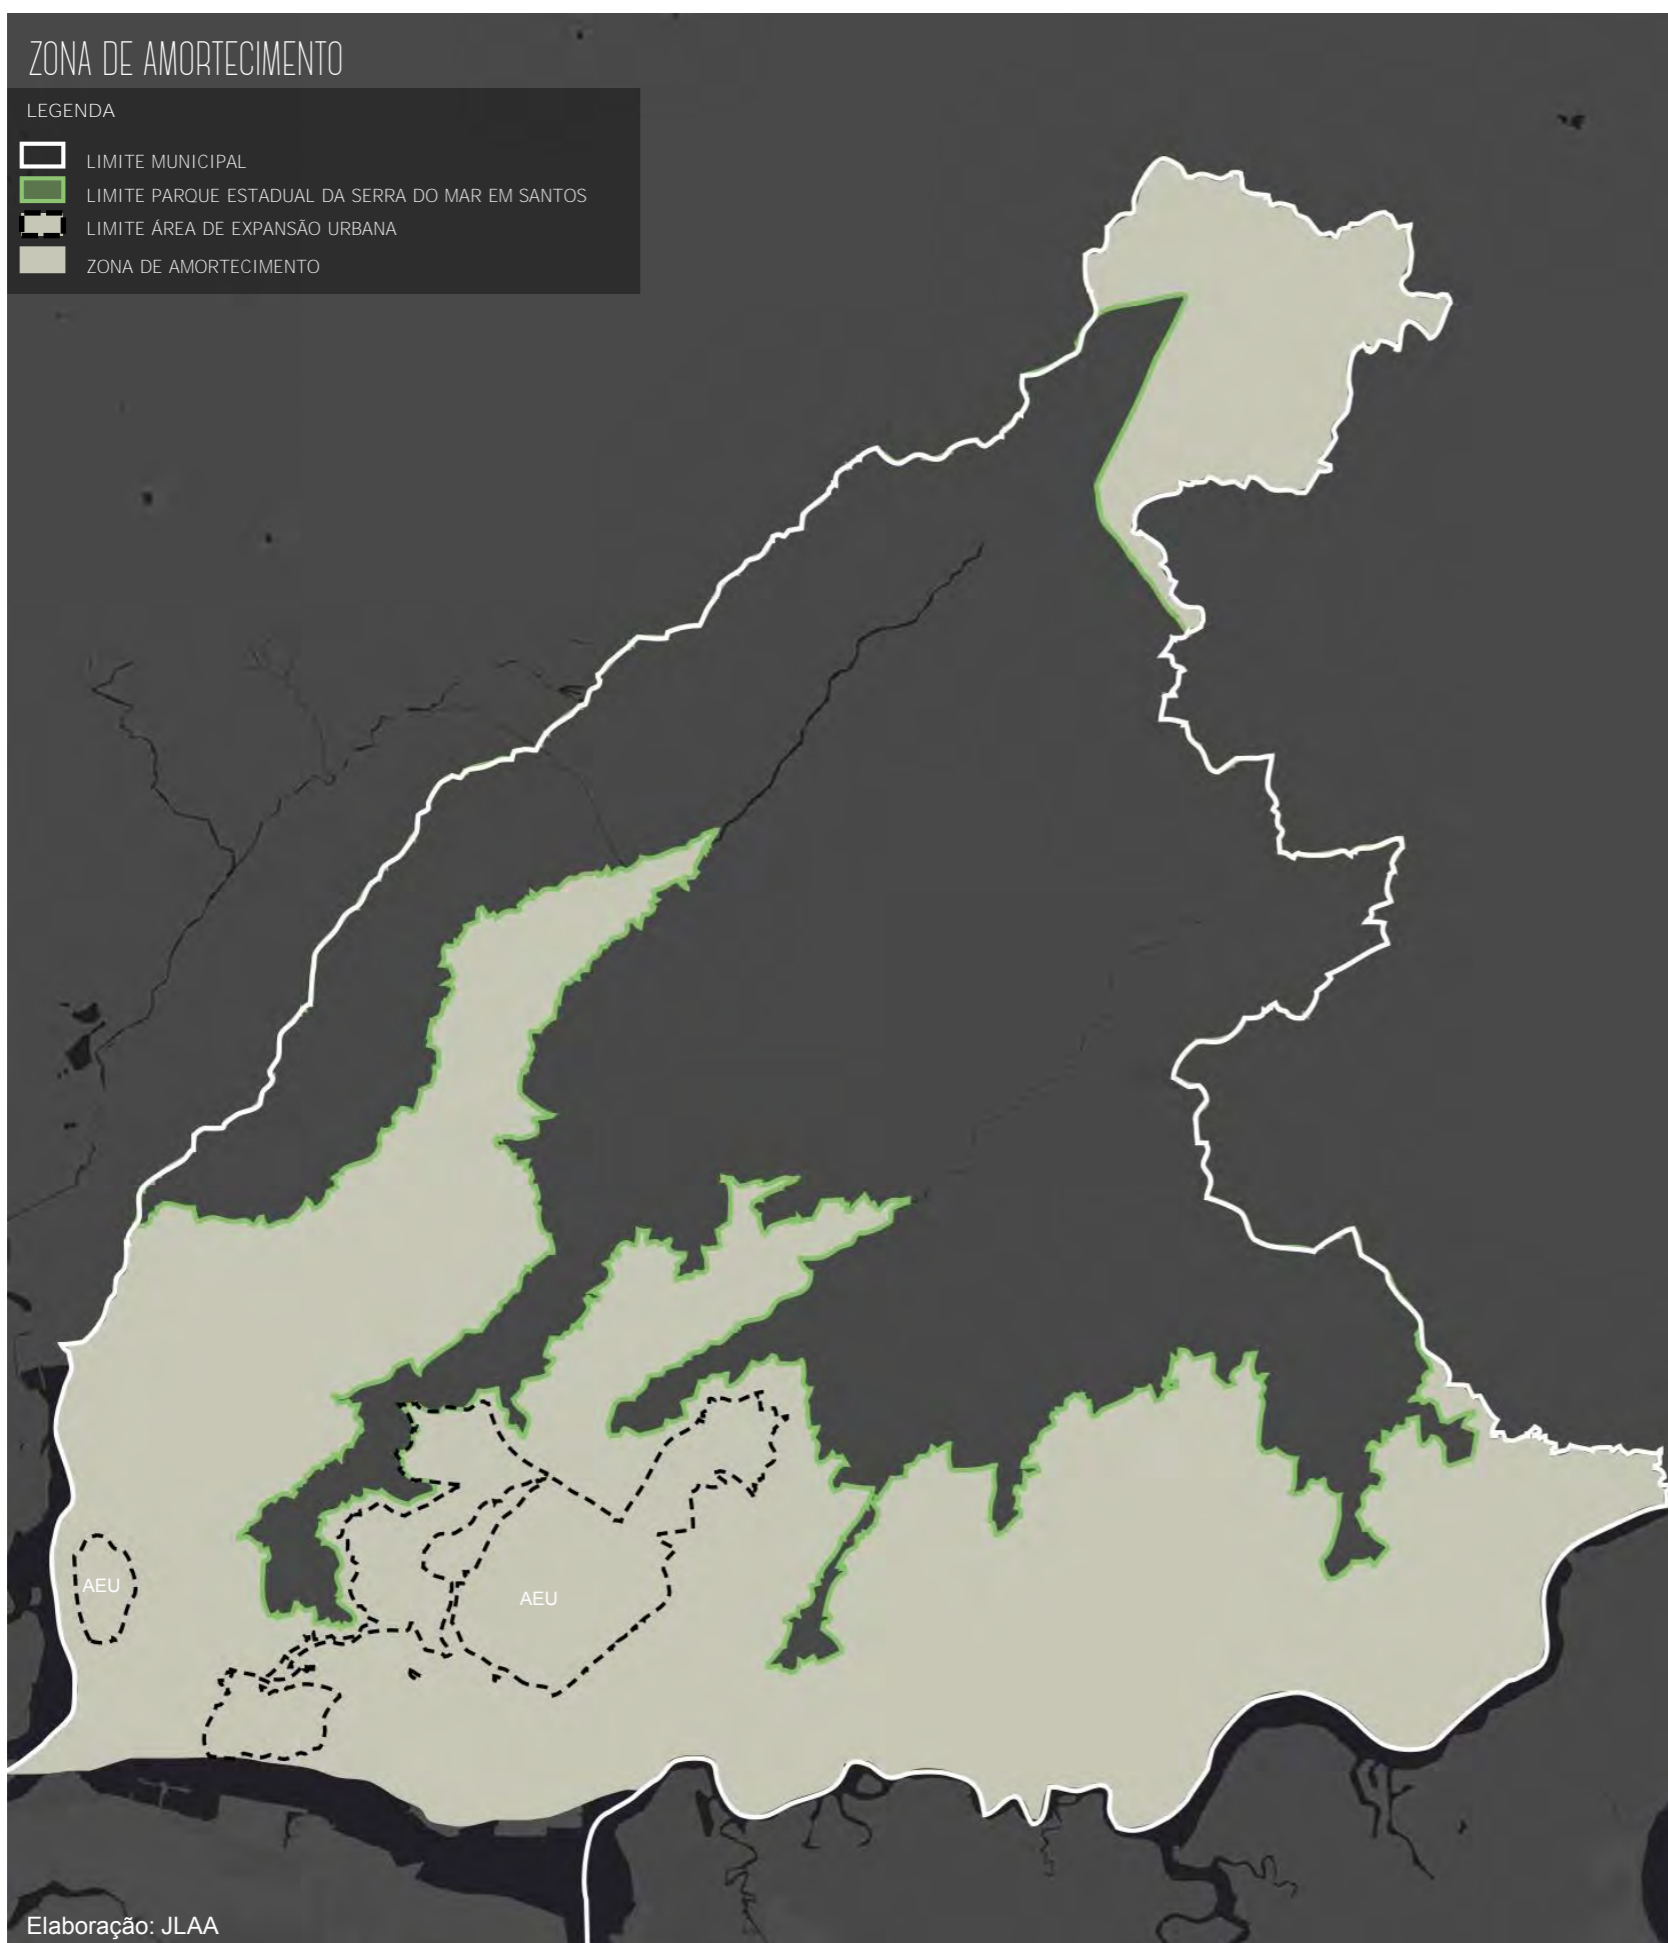 ZONA DE AMORTECIMENTO
LEGENDA
LIMITE MUNICIPAL
LIMITE PARQUE ESTADUAL DA SERRA DO MAR EM SANTOS
LIMITE ÁREA DE EXPANSÃO URBANA
ZONA DE AMORTECIMENTO
AEU
AEU
Elaboração: JLAA